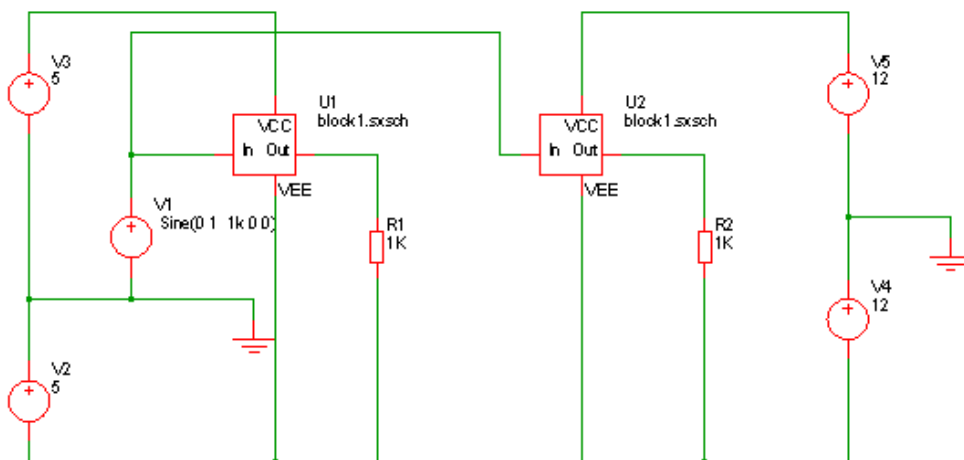 V3
5
V5
12
U1
block1.sxsch
U2
block1.sxsch
VCC
In Out
VEE
VCC
In Out
VEE
V1
Sine(0 1 1k 0 0)
R1
1K
R2
1K
V4
12
V2
5